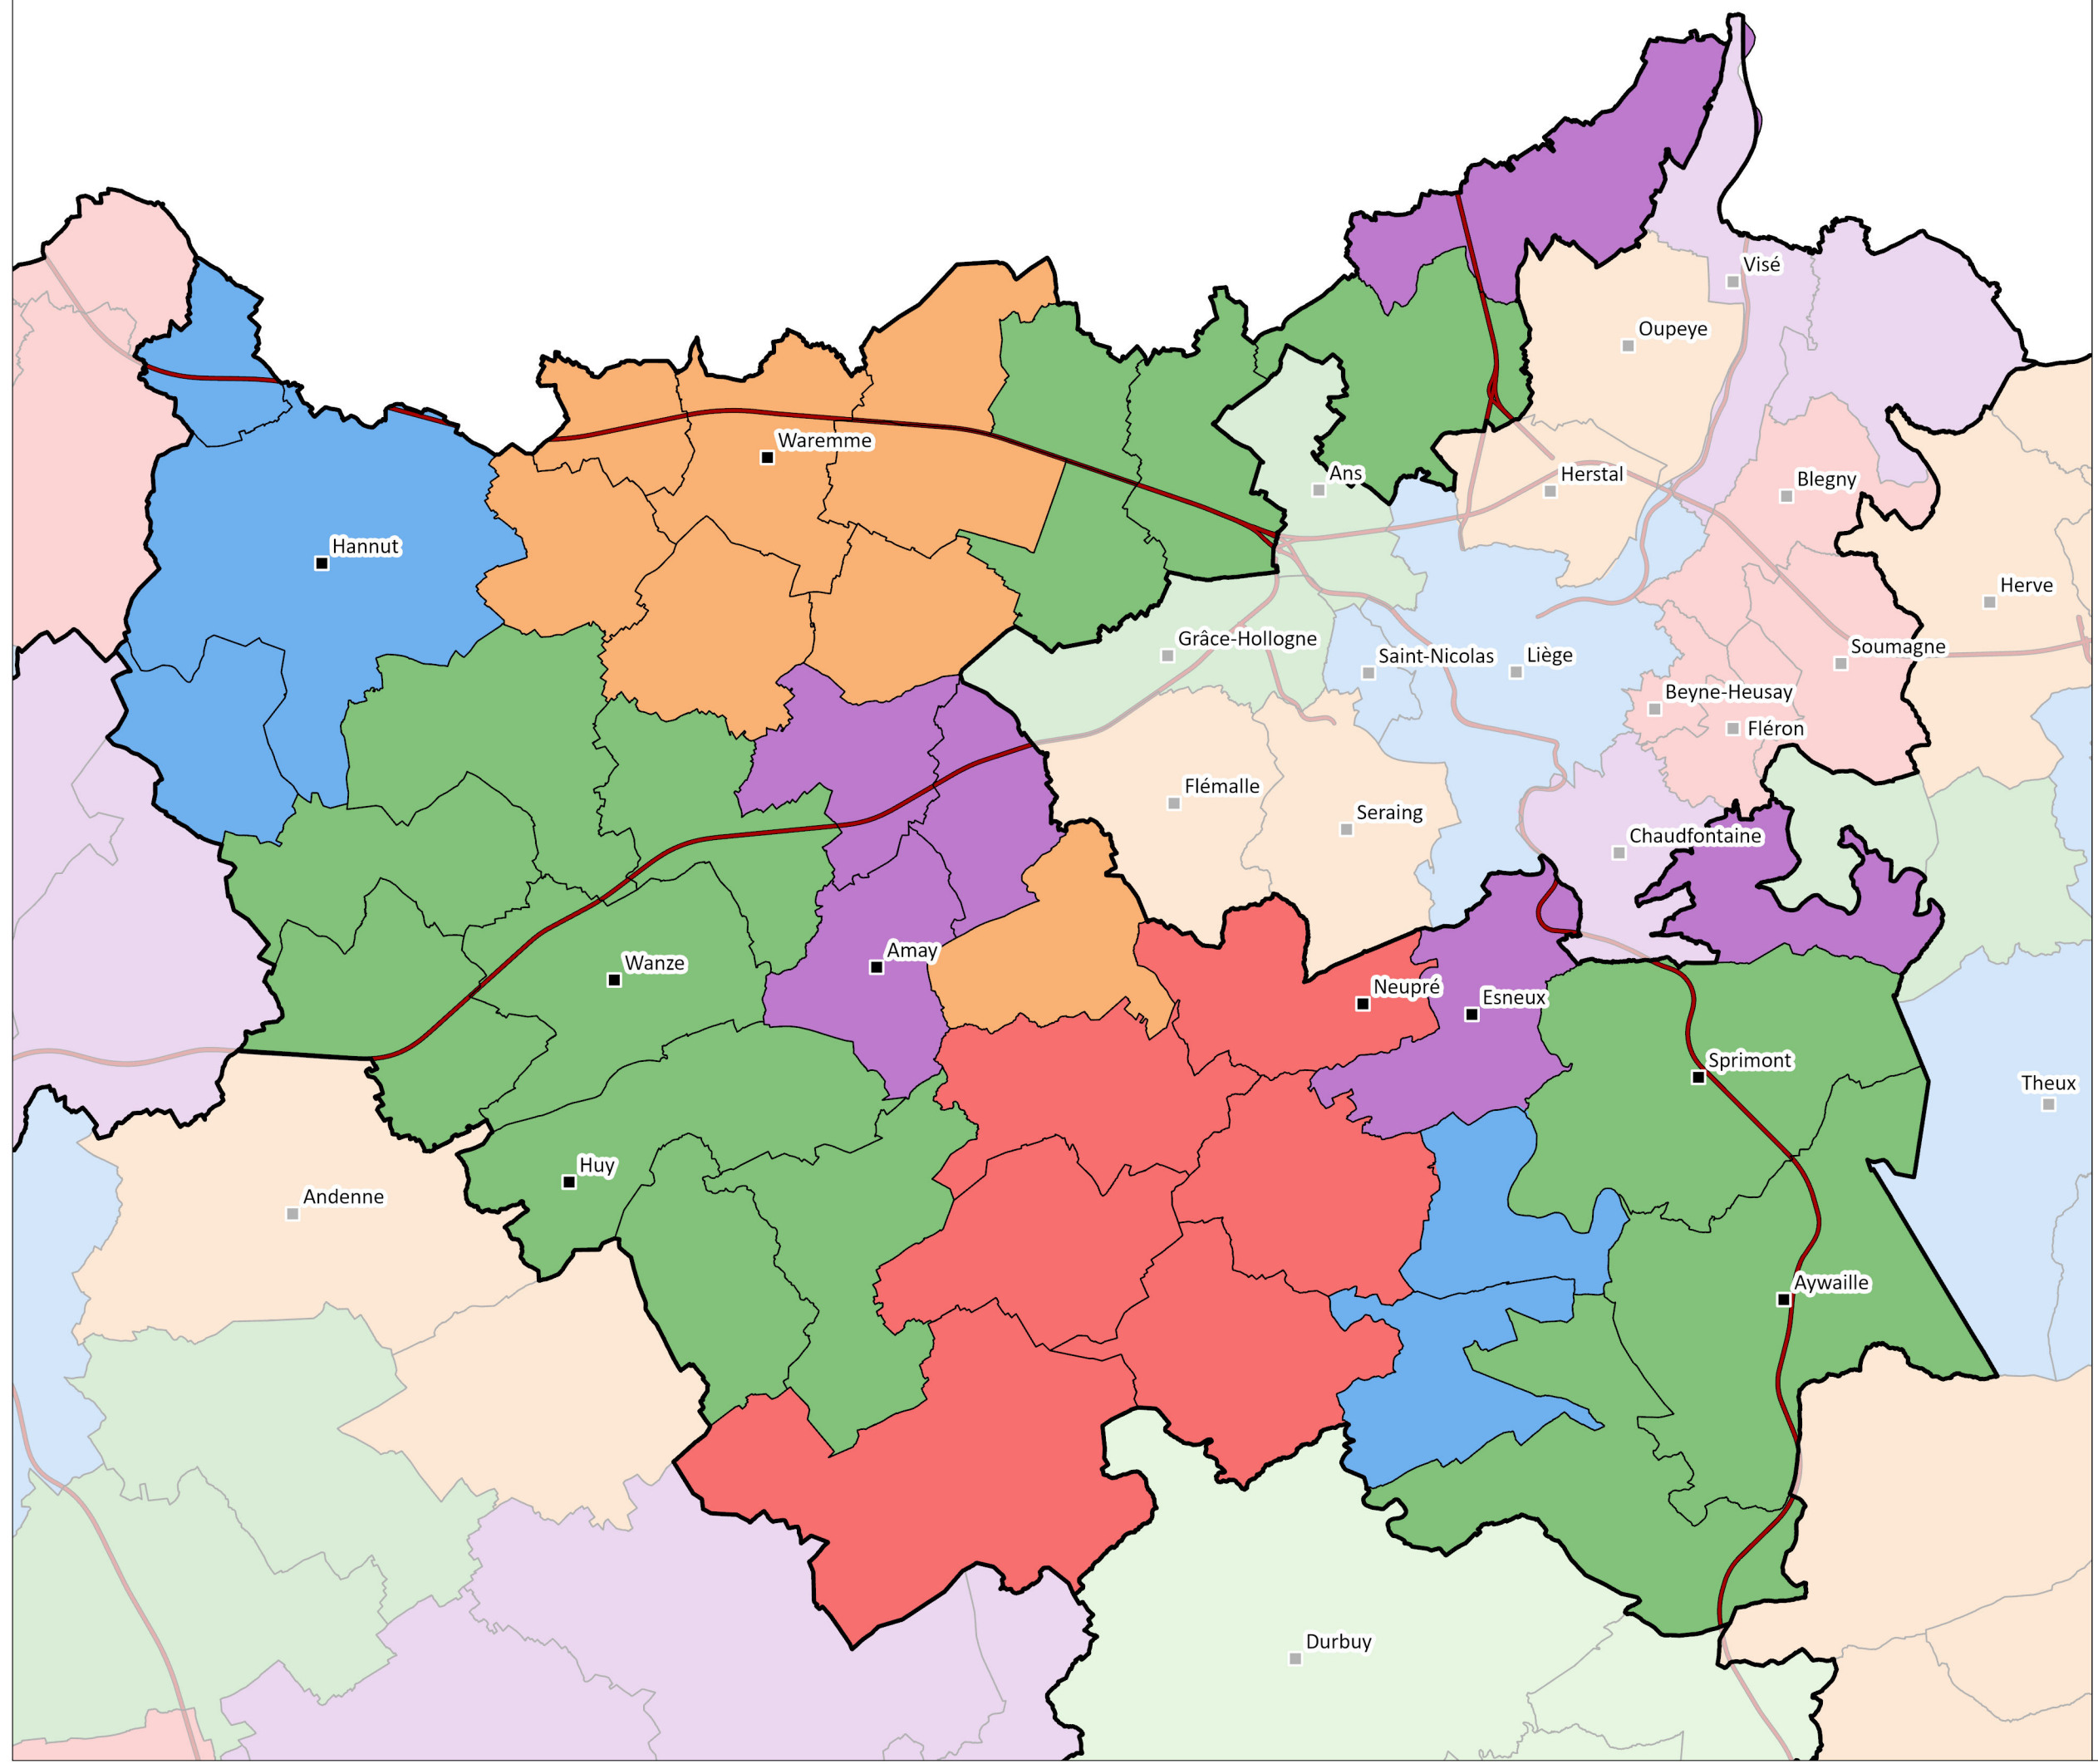 Visé
Oupeye
Waremme
Ans
Herstal
Blegny
Hannut
Herve
Grâce-Hollogne
Saint-Nicolas
Liège
Soumagne
Beyne-Heusay
Fléron
Flémalle
Seraing
Chaudfontaine
Amay
Wanze
Neupré
Esneux
Sprimont
Theux
Huy
Andenne
Aywaille
Durbuy